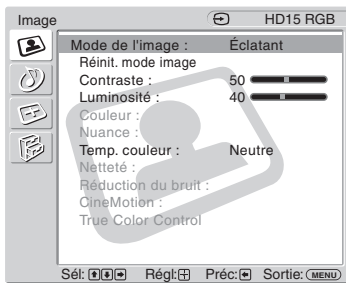 Image HD15 RGB
Mode de l'image : Éclatant
Réinit. mode image
Contraste : 50
Luminosité : 40
Couleur :
Nuance :
Temp. couleur : Neutre
Netteté :
Réduction du bruit :
CineMotion :
True Color Control
Sél: Régl: Préc: Sortie: MENU